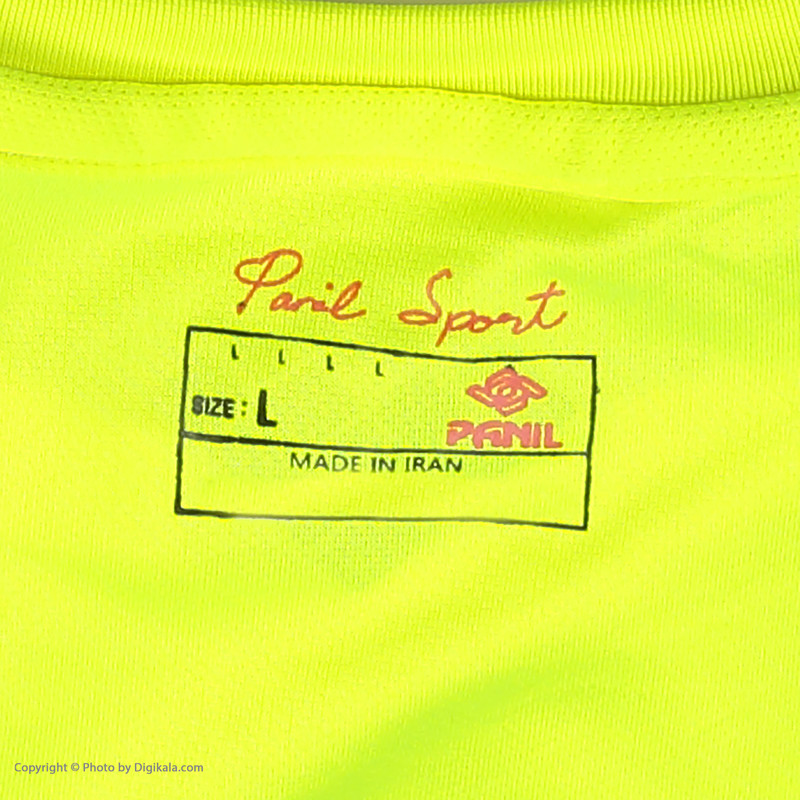 Panil Sport
L L L L
SIZE: L
PANIL
MADE IN IRAN
Copyright © Photo by Digikala.com